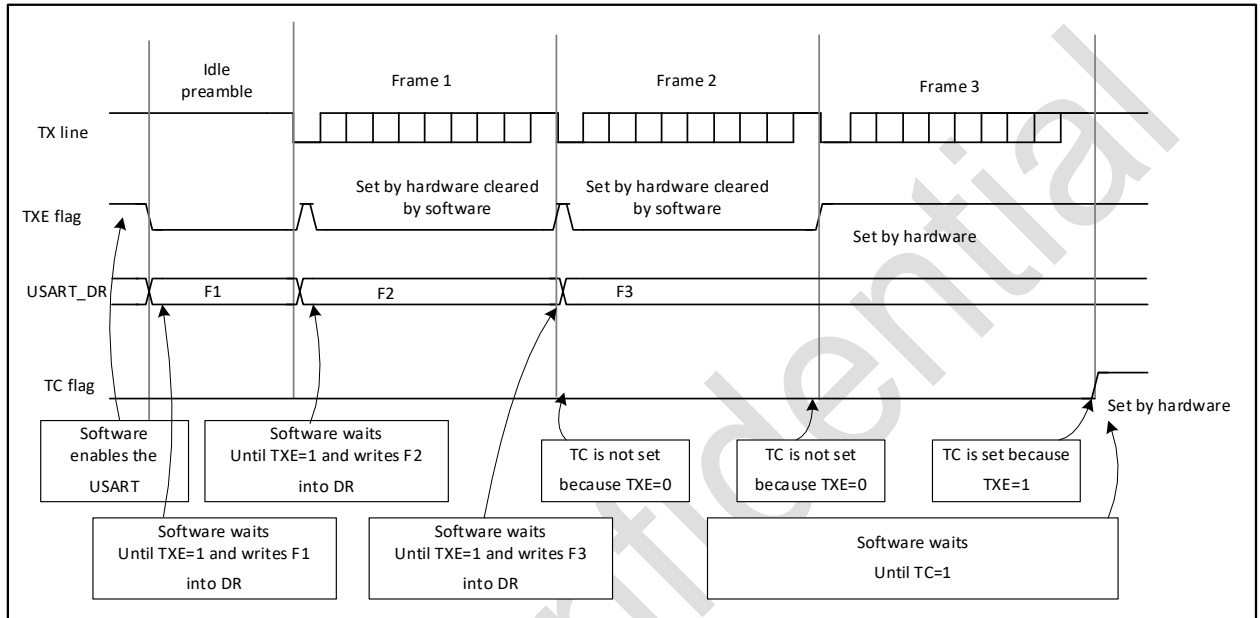 Idle
preamble
Frame 1
Frame 2
Frame 3
TX line
Set by hardware cleared
by software
Set by hardware cleared
by software
TXE flag
Set by hardware
USART_DR
F1
F2
F3
TC flag
Set by hardware
Software
enables the
USART
Software waits
Until TXE=1 and writes F2
into DR
TC is not set
because TXE=0
TC is not set
because TXE=0
TC is set because
TXE=1
Software waits
Until TXE=1 and writes F1
into DR
Software waits
Until TXE=1 and writes F3
into DR
Software waits
Until TC=1
nfidential